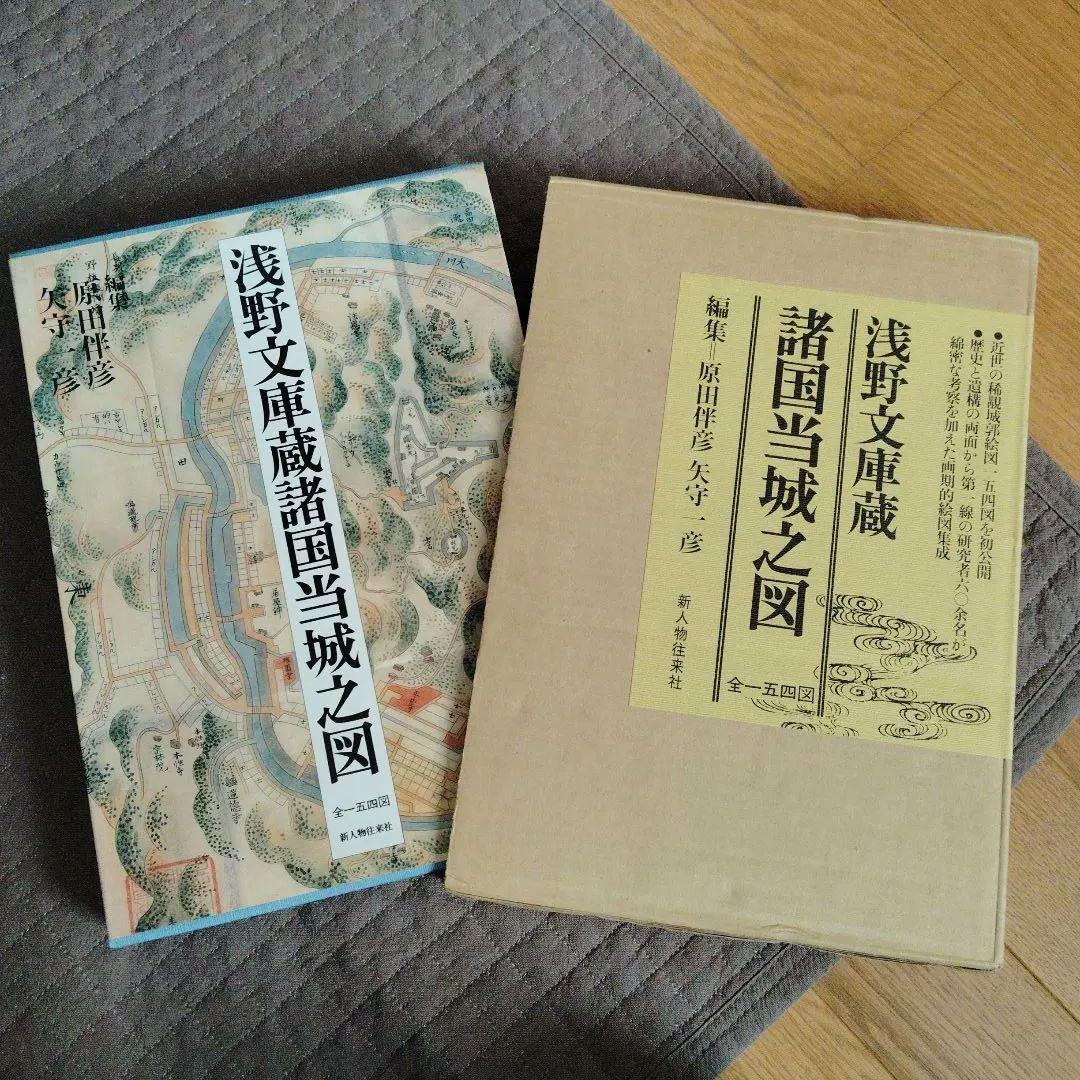 浅野文庫蔵諸国当城之図
全一五四図
新人物往来社
編集
原田伴彦
矢守一彦
大川
田
東
●近世の稀覯城郭絵図一五四図を初公開
●歴史と遺構の両面から第一線の研究者六〇余名が
綿密な考察を加えた画期的絵図集成
浅野文庫蔵
諸国当城之図
編集=原田伴彦 矢守一彦
新人物往来社
全一五四図